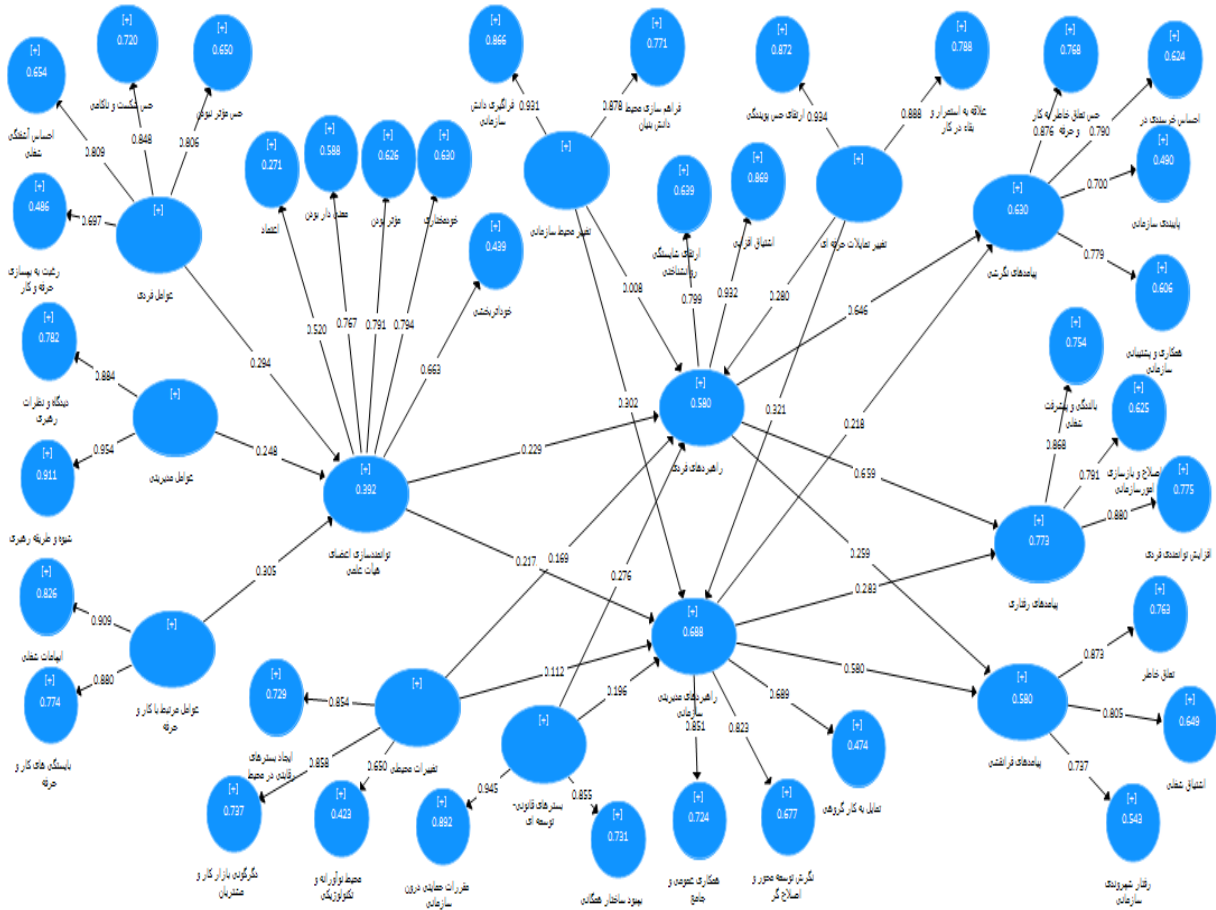 [+]
0.654
احساس آشفتگی
شغلی
[+]
0.720
حس شکست و ناکامی
[+]
0.650
حس مؤثر نبودن
[+]
0.486
رغبت به بهسازی
حرفه و کار
0.809
0.848
0.806
0.697
[+]
عوامل فردی
[+]
0.782
دیدگاه و نظرات
رهبری
[+]
0.911
شیوه و طریقه رهبری
0.884
0.954
[+]
عوامل مدیریتی
[+]
0.826
ابهامات شغلی
[+]
0.774
بایستگی های کار و
حرفه
0.909
0.880
[+]
عوامل مرتبط با کار و
حرفه
0.294
0.248
0.305
[+]
0.271
اعتماد
[+]
0.588
معنی دار بودن
[+]
0.626
مؤثر بودن
[+]
0.630
خودمختاری
[+]
0.439
خوداثربخشی
0.520
0.767
0.791
0.794
0.663
[+]
0.392
توانمندسازی اعضای
هیأت علمی
[+]
0.866
فراگیری دانش
سازمانی
[+]
0.771
فراهم سازی محیط
دانش بنیان
0.931
0.878
[+]
تغییر محیط سازمانی
[+]
0.872
ارتقای حس پویندگی
[+]
0.788
علاقه به استمرار و
بقاء در کار
0.934
0.888
[+]
تغییر تمایلات حرفه ای
[+]
0.639
ارتقای شایستگی
روانشناختی
[+]
0.869
اشتیاق افزایی
0.799
0.932
0.008
0.280
0.302
0.321
0.229
0.217
0.169
0.276
0.112
0.196
[+]
0.580
راهبردهای فردی
[+]
0.688
راهبردهای مدیریتی
سازمانی
0.646
0.218
0.659
0.259
0.283
0.580
[+]
0.768
حس تعلق خاطر به کار
و حرفه
[+]
0.624
احساس خرسندی در
[+]
0.490
پایبندی سازمانی
[+]
0.606
همکاری و پشتیبانی
سازمانی
0.876
0.790
0.700
0.779
[+]
0.630
پیامدهای نگرشی
[+]
0.754
بالندگی و پیشرفت
شغلی
[+]
0.625
اصلاح و بازسازی
امورسازمانی
[+]
0.775
افزایش توانمندی فردی
0.868
0.791
0.880
[+]
0.773
پیامدهای رفتاری
[+]
0.763
تعلق خاطر
[+]
0.649
اشتیاق شغلی
[+]
0.543
رفتار شهروندی
سازمانی
0.873
0.805
0.737
[+]
0.580
پیامدهای فرانقشی
[+]
0.729
ایجاد بسترهای
رقابتی در محیط
[+]
0.737
دگرگونی بازار کار و
مشتریان
[+]
0.423
محیط نوآورانه و
تکنولوژیکی
0.854
0.858
0.650
[+]
تغییرات محیطی
[+]
0.892
مقررات حمایتی درون
سازمانی
[+]
0.731
بهبود ساختار همگانی
0.945
0.855
[+]
بسترهای قانونی-
توسعه ای
[+]
0.724
همکاری عمومی و
جامع
[+]
0.677
نگرش توسعه محور و
اصلاح گر
[+]
0.474
تمایل به کار گروهی
0.851
0.823
0.689